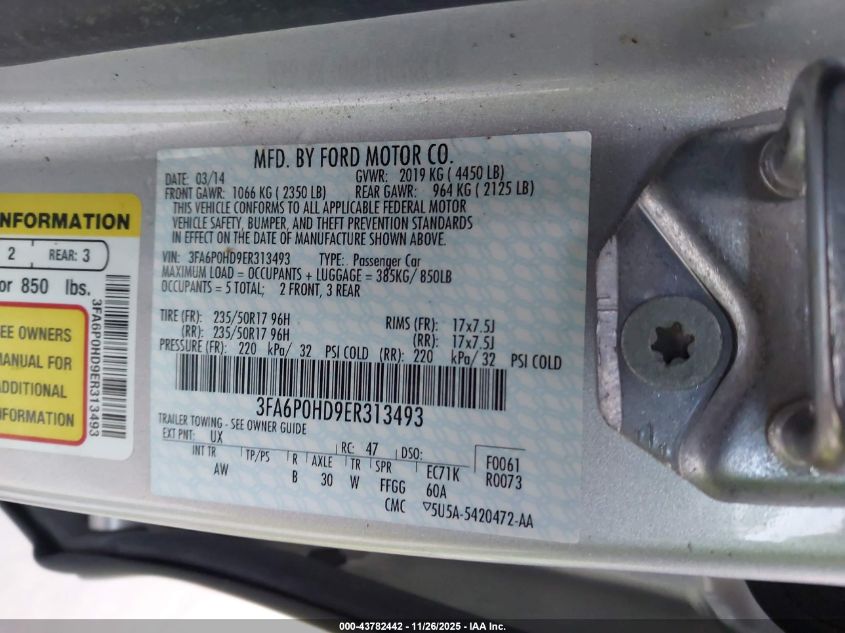 MFD. BY FORD MOTOR CO.
DATE: 03/14 GVWR: 2019 KG ( 4450 LB)
FRONT GAWR: 1066 KG ( 2350 LB) REAR GAWR: 964 KG ( 2125 LB)
THIS VEHICLE CONFORMS TO ALL APPLICABLE FEDERAL MOTOR
VEHICLE SAFETY, BUMPER, AND THEFT PREVENTION STANDARDS
IN EFFECT ON THE DATE OF MANUFACTURE SHOWN ABOVE.
VIN: 3FA6P0HD9ER313493 TYPE: Passenger Car
MAXIMUM LOAD = OCCUPANTS + LUGGAGE = 385KG/ 850LB
OCCUPANTS = 5 TOTAL; 2 FRONT, 3 REAR
TIRE (FR): 235/50R17 96H RIMS (FR): 17x7.5J
(RR): 235/50R17 96H (RR): 17x7.5J
PRESSURE (FR): 220 kPa/ 32 PSI COLD (RR): 220 kPa/ 32 PSI COLD
3FA6P0HD9ER313493
TRAILER TOWING - SEE OWNER GUIDE
EXT PNT: UX RC: 47 DSO:
INT TR TP/PS R AXLE TR SPR EC71K F0061
AW B 30 W FFGG 60A R0073
CMC ▽5U5A-5420472-AA
NFORMATION
2 REAR: 3
or 850 lbs.
EE OWNERS
MANUAL FOR
ADDITIONAL
NFORMATION
3FA6P0HD9ER313493
000-43782442 - 11/26/2025 - IAA Inc.